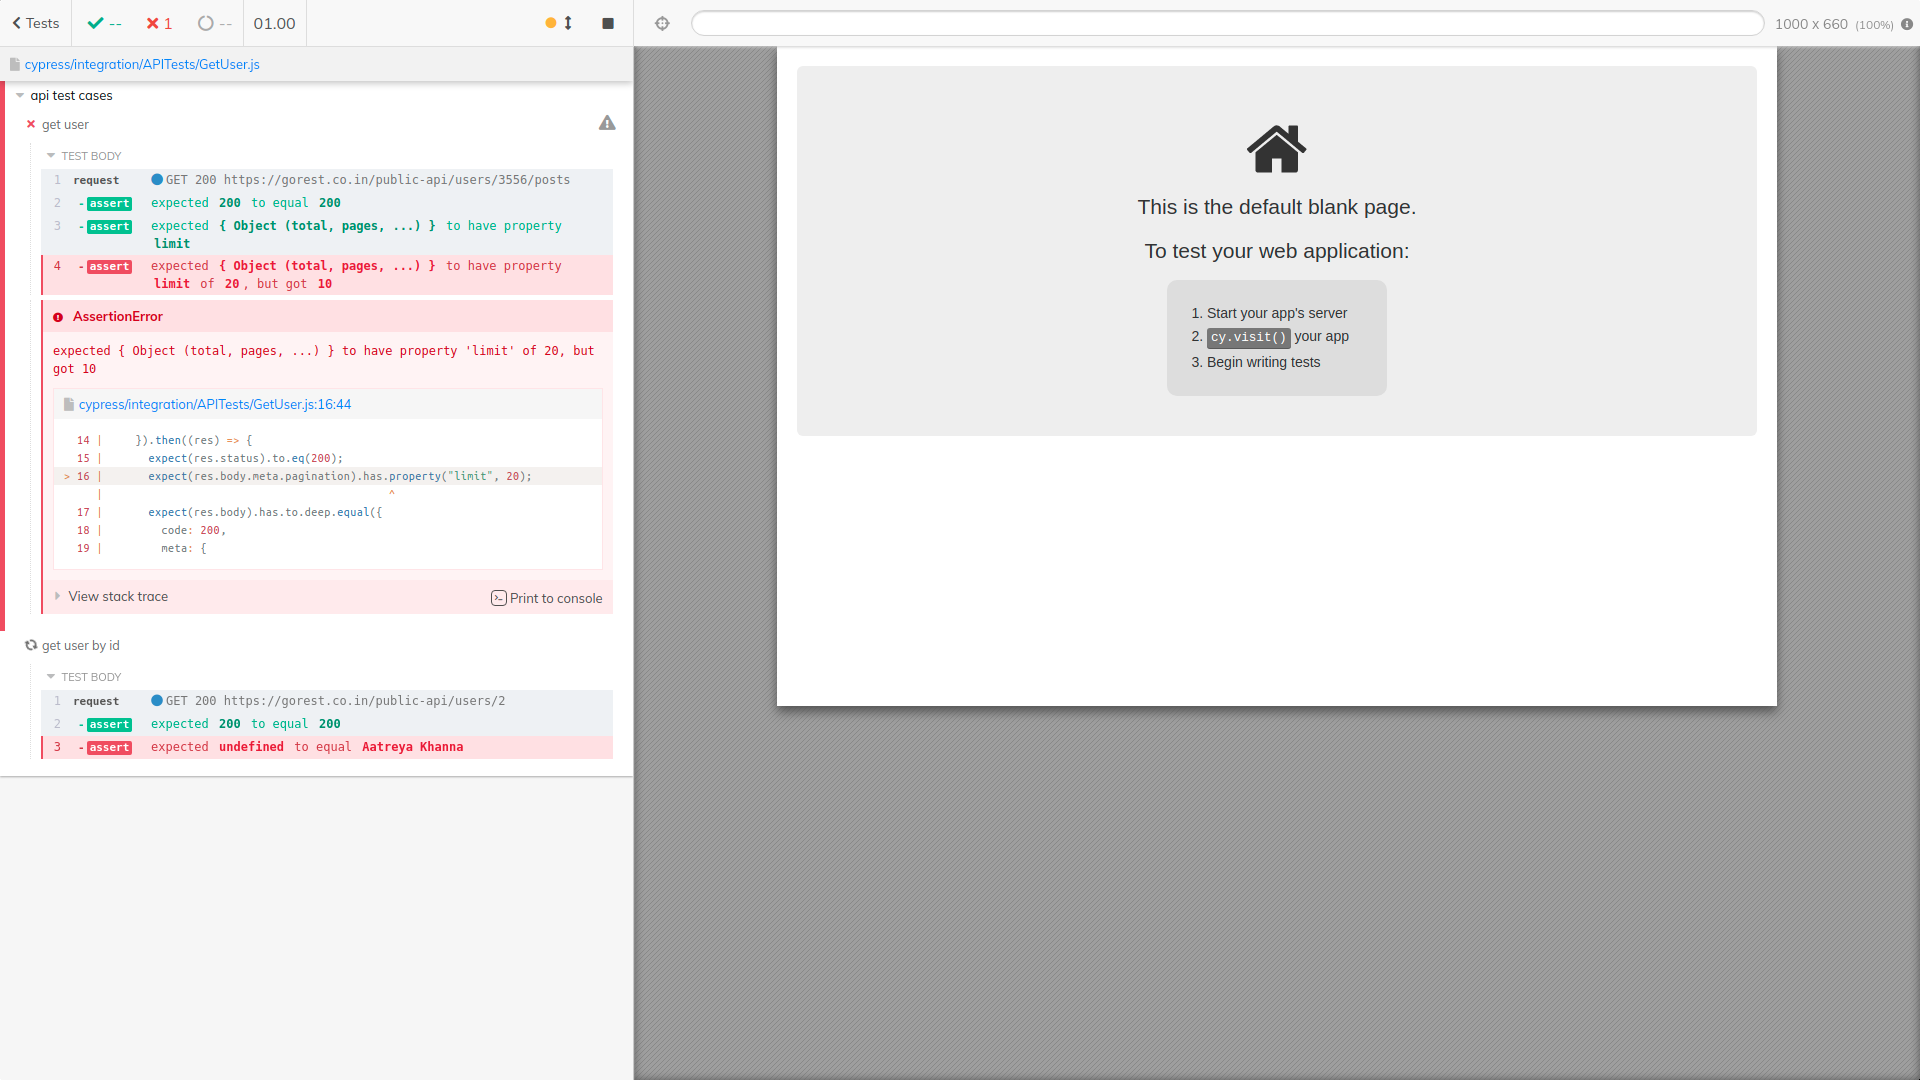 Tests -- 1 -- 01.00 1000 x 660 (100%)
cypress/integration/APITests/GetUser.js
api test cases
get user
TEST BODY
1 request GET 200 https://gorest.co.in/public-api/users/3556/posts
2 -assert expected 200 to equal 200
3 -assert expected { Object (total, pages, ...) } to have property
limit
4 -assert expected { Object (total, pages, ...) } to have property
limit of 20, but got 10
AssertionError
expected { Object (total, pages, ...) } to have property 'limit' of 20, but
got 10
cypress/integration/APITests/GetUser.js:16:44
14 | }).then((res) => {
15 | expect(res.status).to.eq(200);
> 16 | expect(res.body.meta.pagination).has.property("limit", 20);
| ^
17 | expect(res.body).has.to.deep.equal({
18 | code: 200,
19 | meta: {
View stack trace Print to console
get user by id
TEST BODY
1 request GET 200 https://gorest.co.in/public-api/users/2
2 -assert expected 200 to equal 200
3 -assert expected undefined to equal Aatreya Khanna
This is the default blank page.
To test your web application:
1. Start your app's server
2. cy.visit() your app
3. Begin writing tests